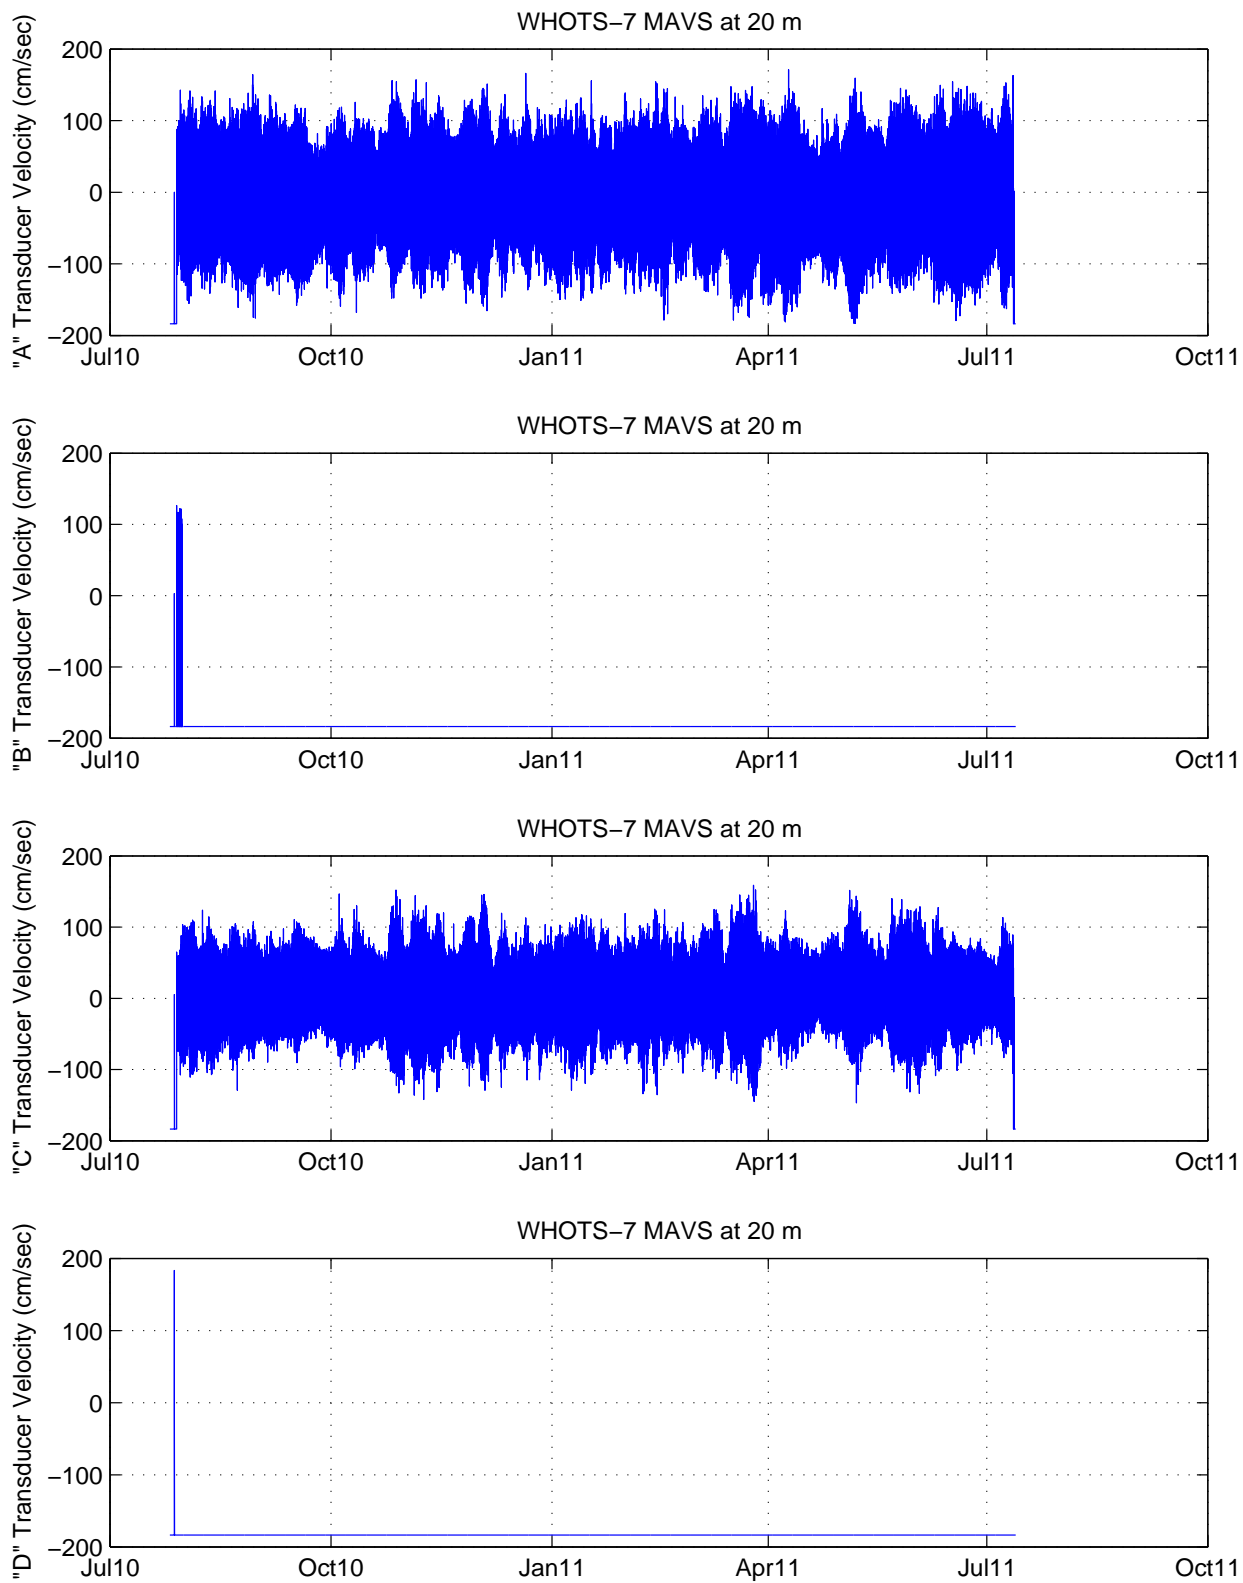 WHOTS−7 MAVS at 20 m
"A" Transducer Velocity (cm/sec)
200
100
0
−100
−200
Jul10 Oct10 Jan11 Apr11 Jul11 Oct11
WHOTS−7 MAVS at 20 m
"B" Transducer Velocity (cm/sec)
200
100
0
−100
−200
Jul10 Oct10 Jan11 Apr11 Jul11 Oct11
WHOTS−7 MAVS at 20 m
"C" Transducer Velocity (cm/sec)
200
100
0
−100
−200
Jul10 Oct10 Jan11 Apr11 Jul11 Oct11
WHOTS−7 MAVS at 20 m
"D" Transducer Velocity (cm/sec)
200
100
0
−100
−200
Jul10 Oct10 Jan11 Apr11 Jul11 Oct11